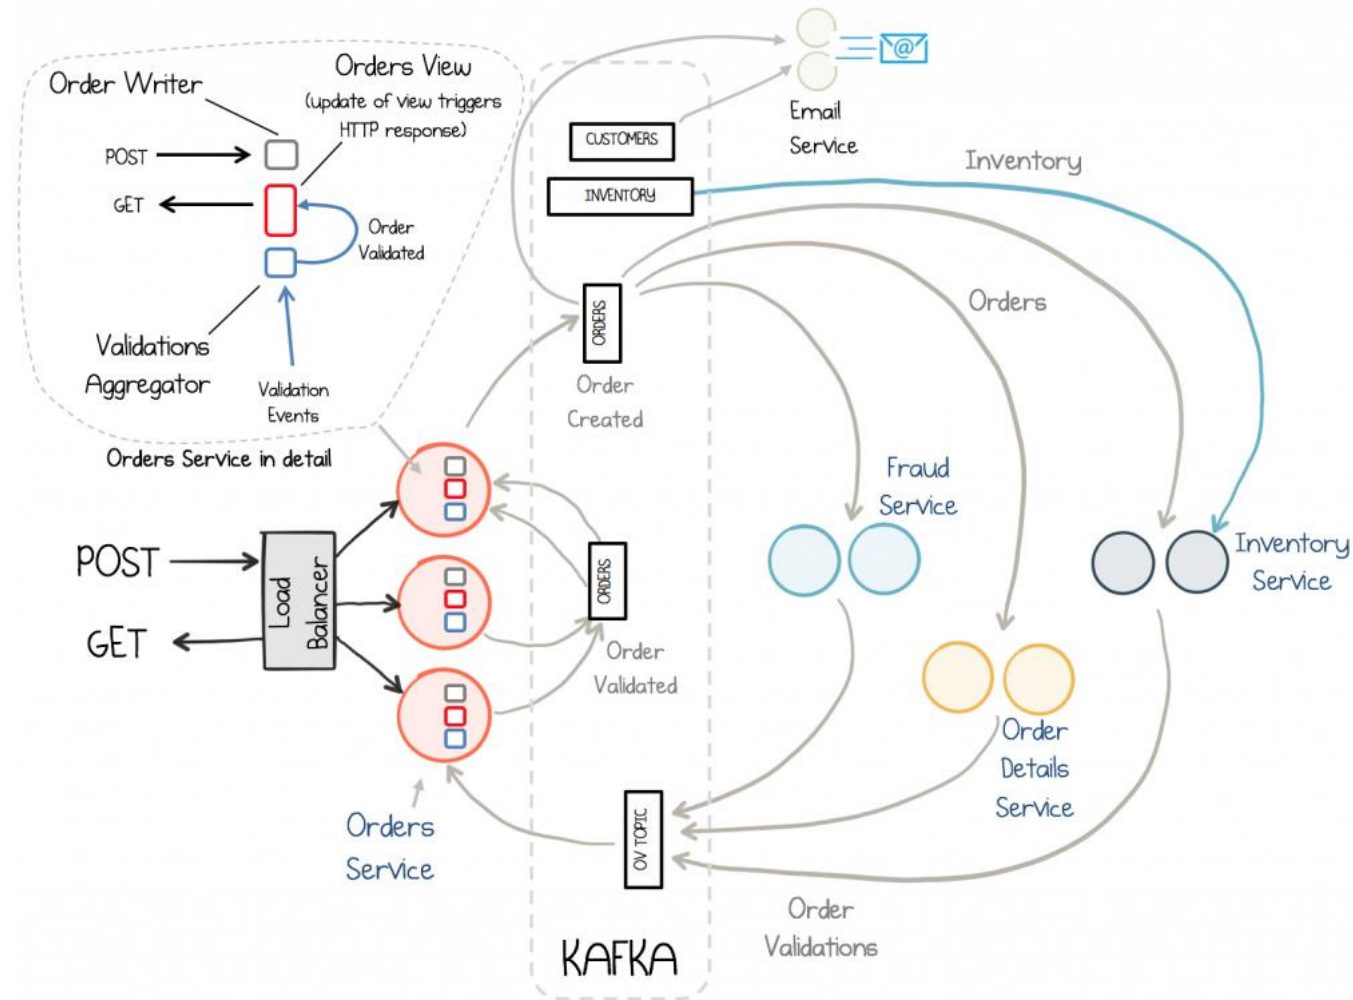 Order Writer
Orders View
(update of view triggers
HTTP response)
POST
GET
Order
Validated
Validations
Aggregator
Validation
Events
Orders Service in detail
POST
GET
Load
Balancer
Orders
Service
CUSTOMERS
INVENTORY
ORDERS
Order
Created
ORDERS
Order
Validated
OV TOPIC
KAFKA
@
Email
Service
Inventory
Orders
Fraud
Service
Inventory
Service
Order
Details
Service
Order
Validations